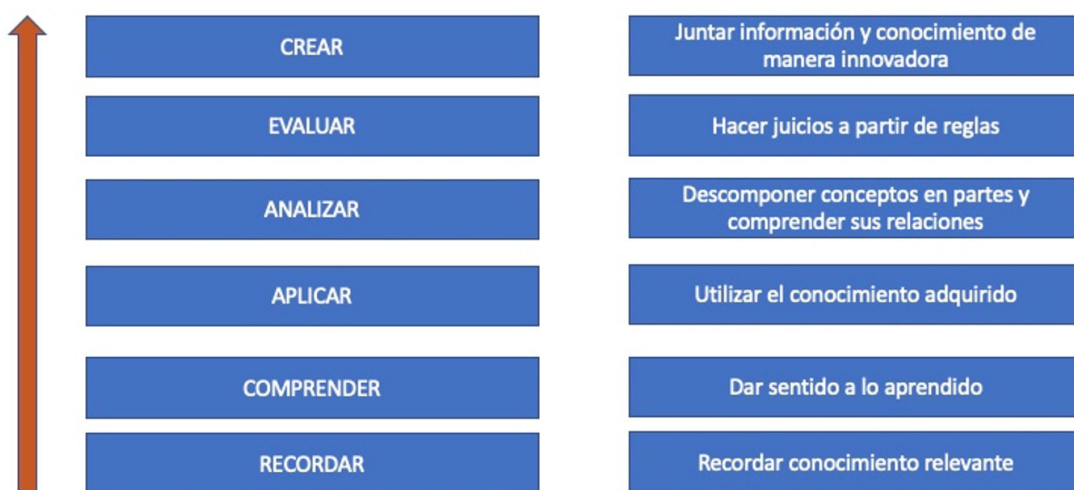 CREAR
Juntar información y conocimiento de
manera innovadora
EVALUAR
Hacer juicios a partir de reglas
ANALIZAR
Descomponer conceptos en partes y
comprender sus relaciones
APLICAR
Utilizar el conocimiento adquirido
COMPRENDER
Dar sentido a lo aprendido
RECORDAR
Recordar conocimiento relevante